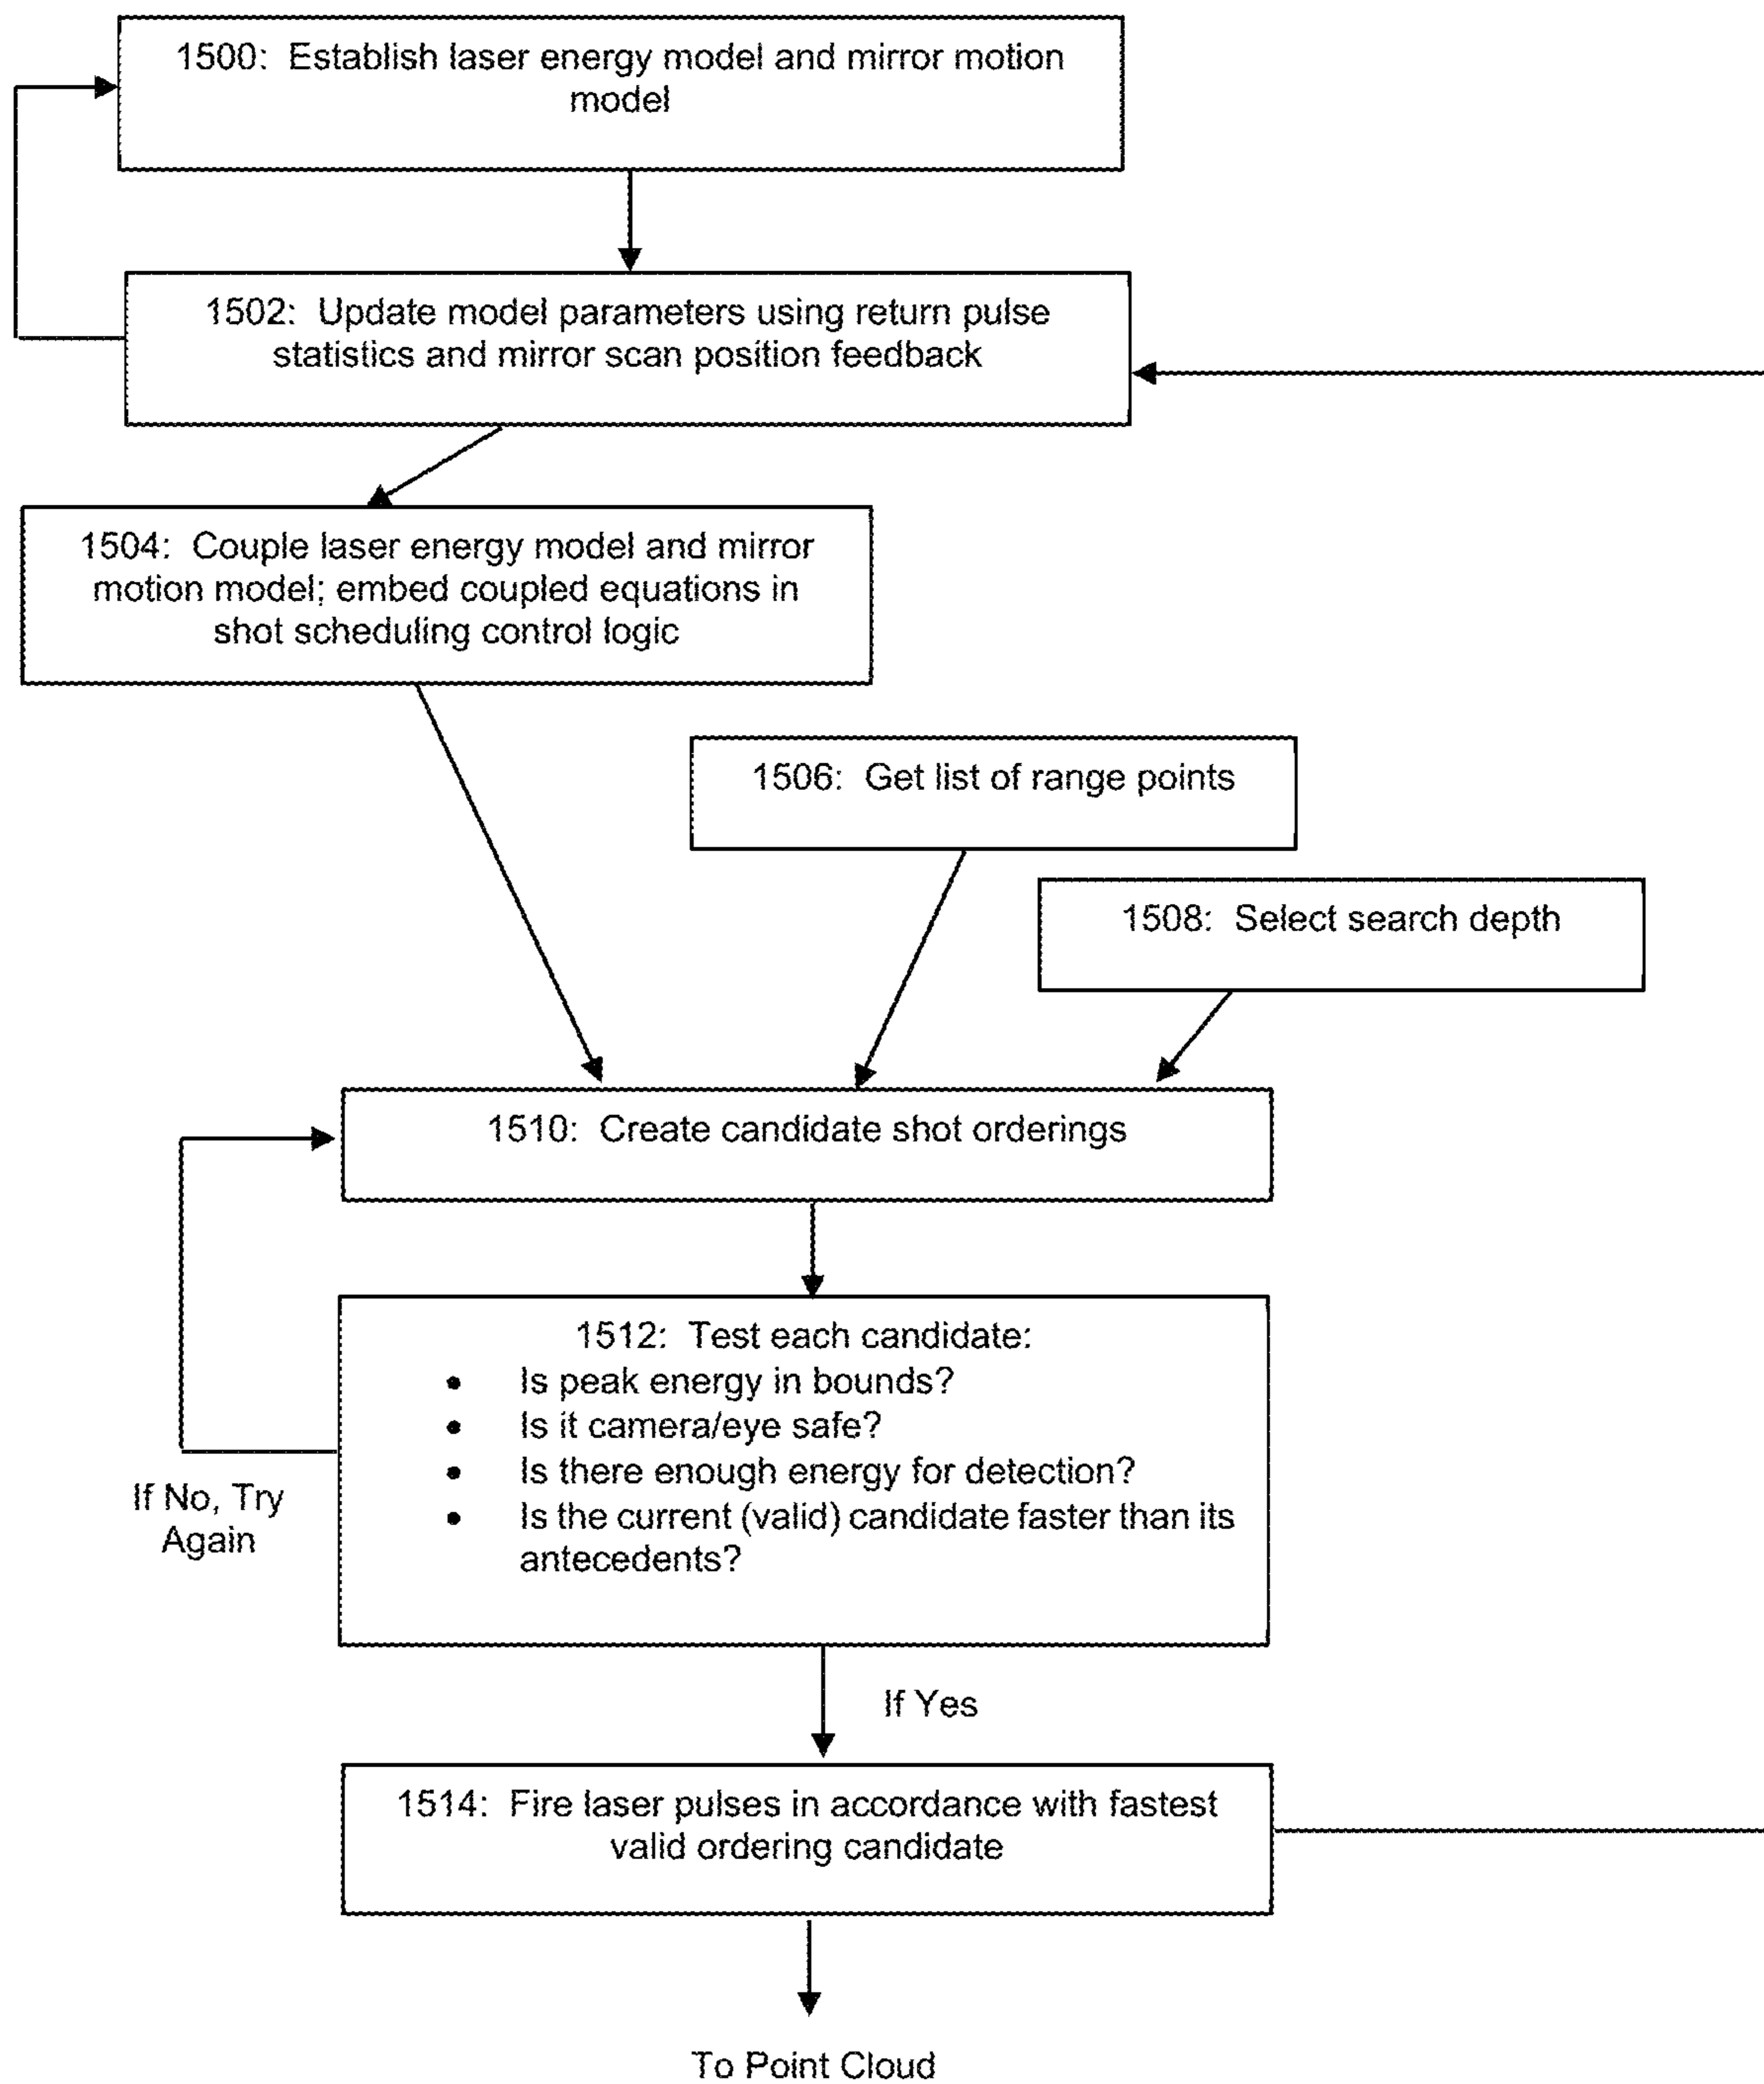 1500: Establish laser energy model and mirror motion
model
1502: Update model parameters using return pulse
statistics and mirror scan position feedback
1504: Couple laser energy model and mirror
motion model; embed coupled equations in
shot scheduling control logic
1506: Get list of range points
1508: Select search depth
1510: Create candidate shot orderings
1512: Test each candidate:
• Is peak energy in bounds?
• Is it camera/eye safe?
• Is there enough energy for detection?
• Is the current (valid) candidate faster than its
antecedents?
If No, Try
Again
If Yes
1514: Fire laser pulses in accordance with fastest
valid ordering candidate
To Point Cloud